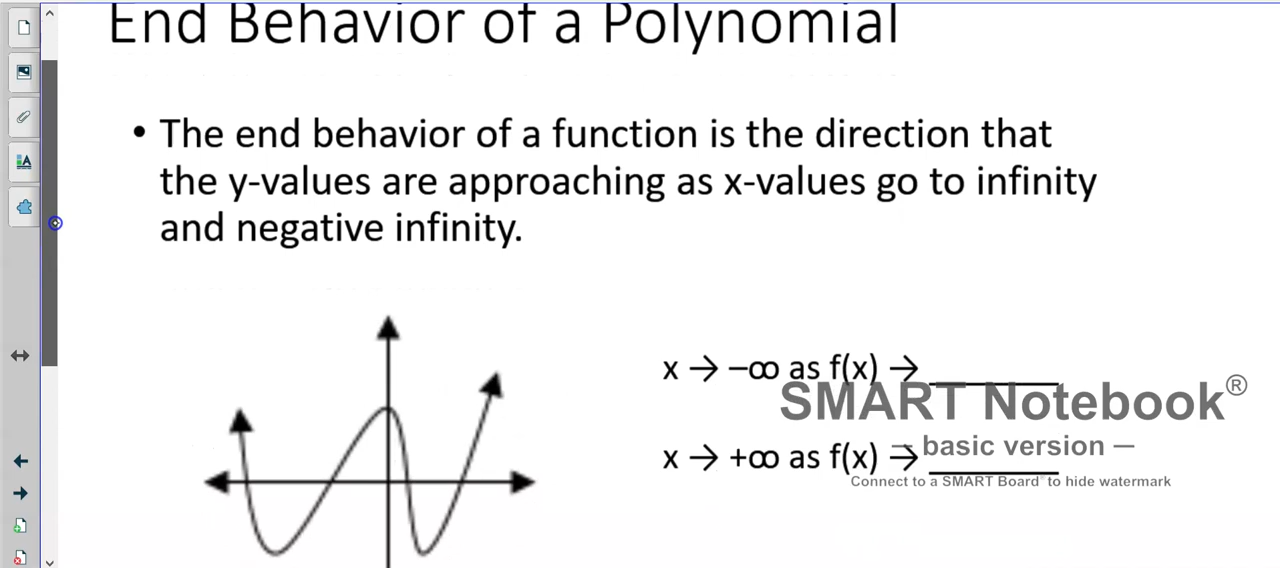 End Behavior of a Polynomial
• The end behavior of a function is the direction that
the y-values are approaching as x-values go to infinity
and negative infinity.
x → −∞ as f(x) → ______
SMART Notebook®
— basic version —
x → +∞ as f(x) → ______
Connect to a SMART Board® to hide watermark